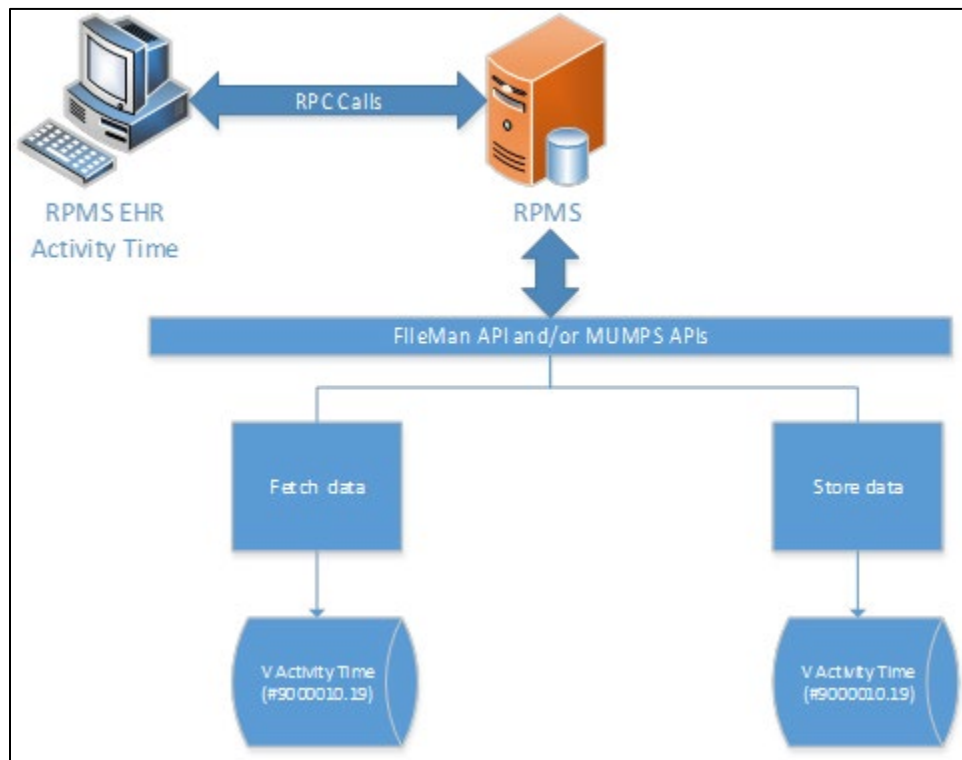 RPC Calls
RPMS EHR
Activity Time
RPMS
FIleMan API and/or MUMPS APIs
Fetch data
Store data
V Activity Time
(#9000010.19)
V Activity Time
(#9000010.19)